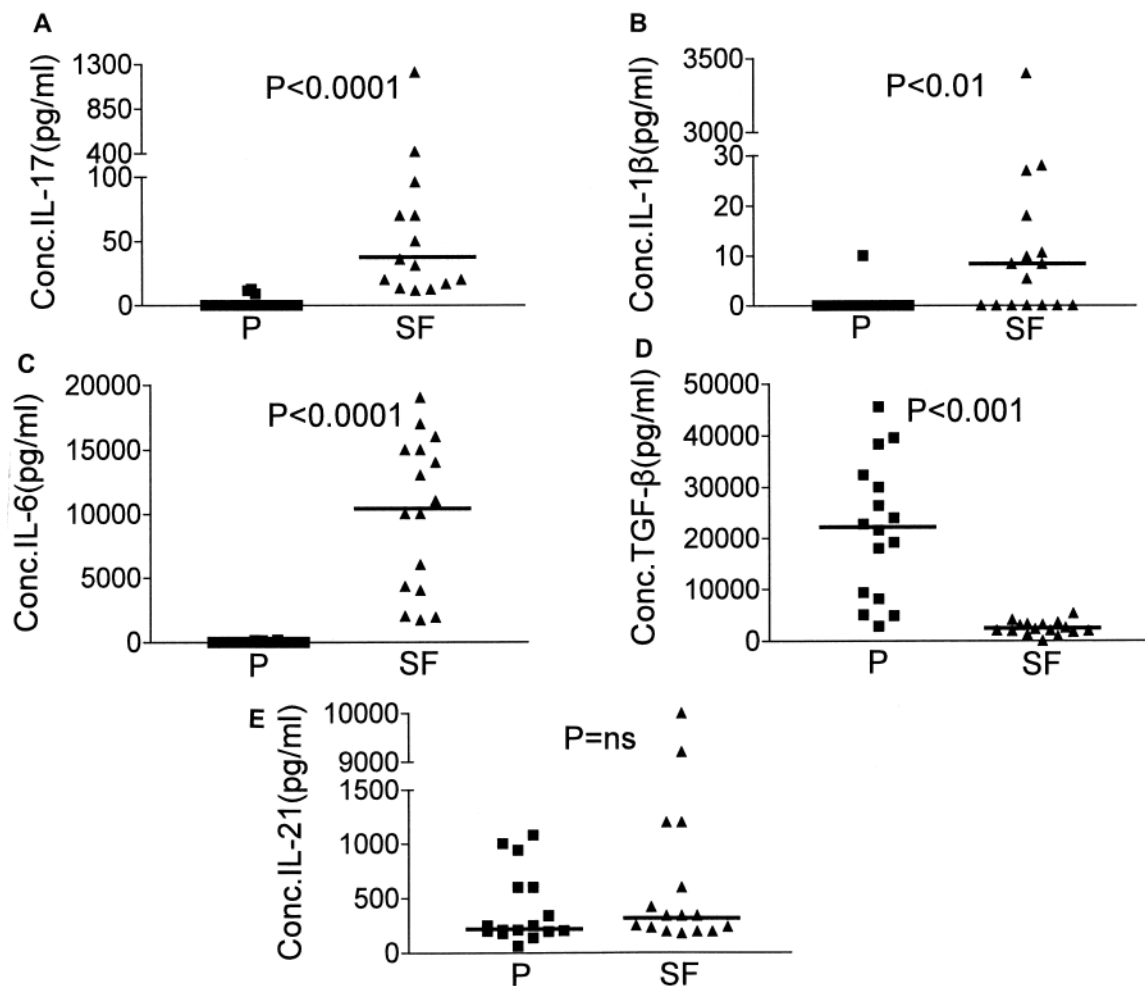 A
Conc.IL-17(pg/ml)
1300
850
400
100
50
0
P<0.0001
P
SF
B
Conc.IL-1β(pg/ml)
3500
3000
30
20
10
0
P<0.01
P
SF
C
Conc.IL-6(pg/ml)
20000
15000
10000
5000
0
P<0.0001
P
SF
D
Conc.TGF-β(pg/ml)
50000
40000
30000
20000
10000
0
P<0.001
P
SF
E
Conc.IL-21(pg/ml)
10000
9000
1500
1000
500
0
P=ns
P
SF